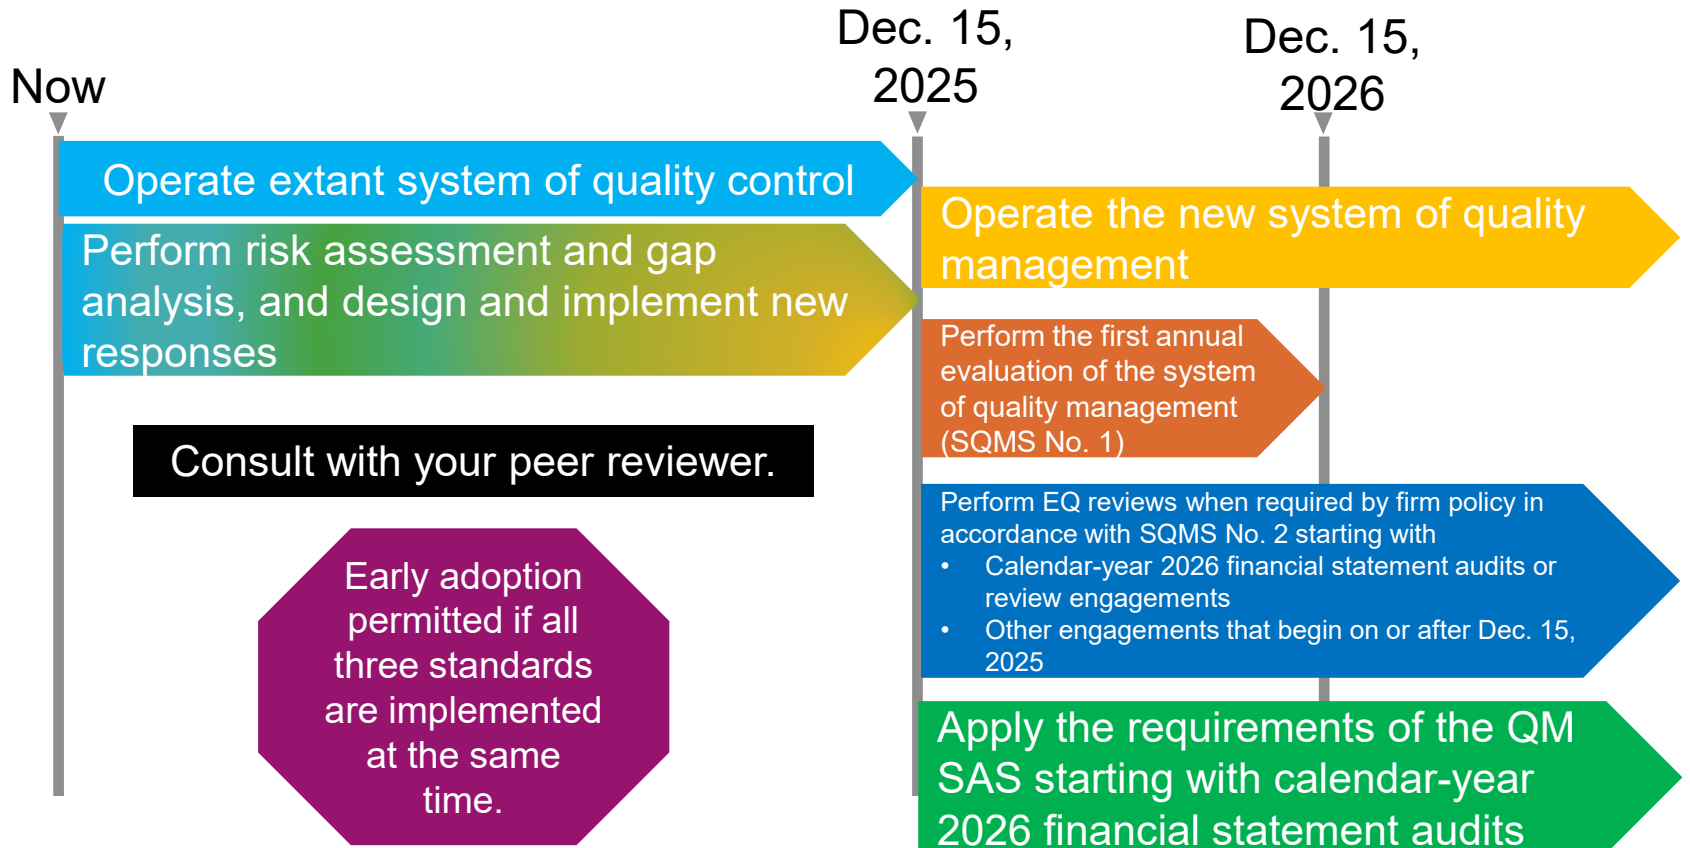 Now
Dec. 15,
2025
Dec. 15,
2026
Operate extant system of quality control
Perform risk assessment and gap
analysis, and design and implement new
responses
Consult with your peer reviewer.
Early adoption
permitted if all
three standards
are implemented
at the same
time.
Operate the new system of quality
management
Perform the first annual
evaluation of the system
of quality management
(SQMS No. 1)
Perform EQ reviews when required by firm policy in
accordance with SQMS No. 2 starting with
• Calendar-year 2026 financial statement audits or
review engagements
• Other engagements that begin on or after Dec. 15,
2025
Apply the requirements of the QM
SAS starting with calendar-year
2026 financial statement audits